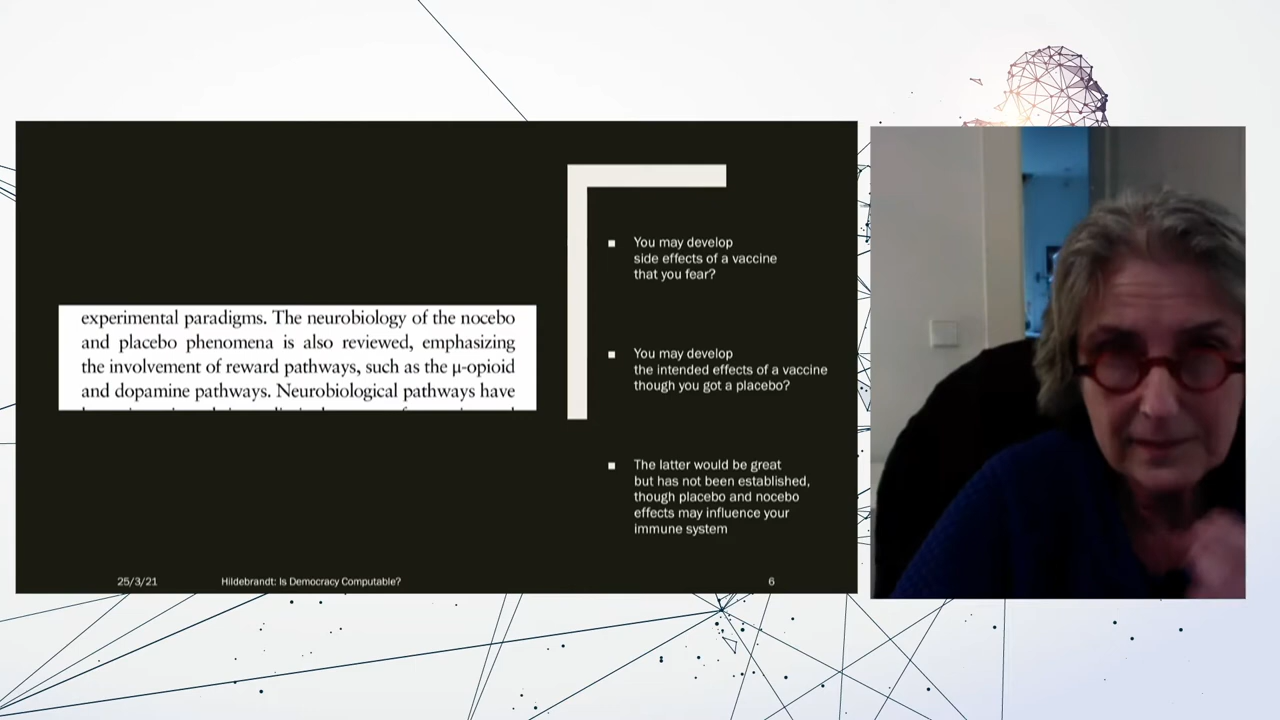 experimental paradigms. The neurobiology of the nocebo
and placebo phenomena is also reviewed, emphasizing
the involvement of reward pathways, such as the μ-opioid
and dopamine pathways. Neurobiological pathways have
You may develop
side effects of a vaccine
that you fear?
You may develop
the intended effects of a vaccine
though you got a placebo?
The latter would be great
but has not been established,
though placebo and nocebo
effects may influence your
immune system
25/3/21
Hildebrandt: Is Democracy Computable?
6